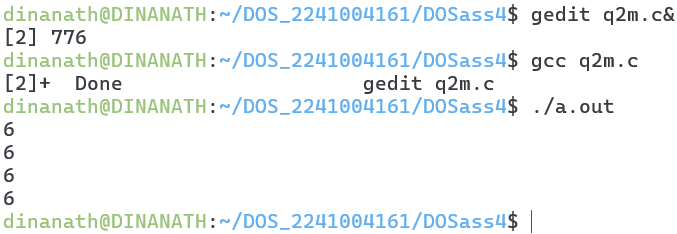 dinanath@DINANATH:~/DOS_2241004161/DOSass4$ gedit q2m.c&
[2] 776
dinanath@DINANATH:~/DOS_2241004161/DOSass4$ gcc q2m.c
[2]+  Done                    gedit q2m.c
dinanath@DINANATH:~/DOS_2241004161/DOSass4$ ./a.out
6
6
6
6
dinanath@DINANATH:~/DOS_2241004161/DOSass4$